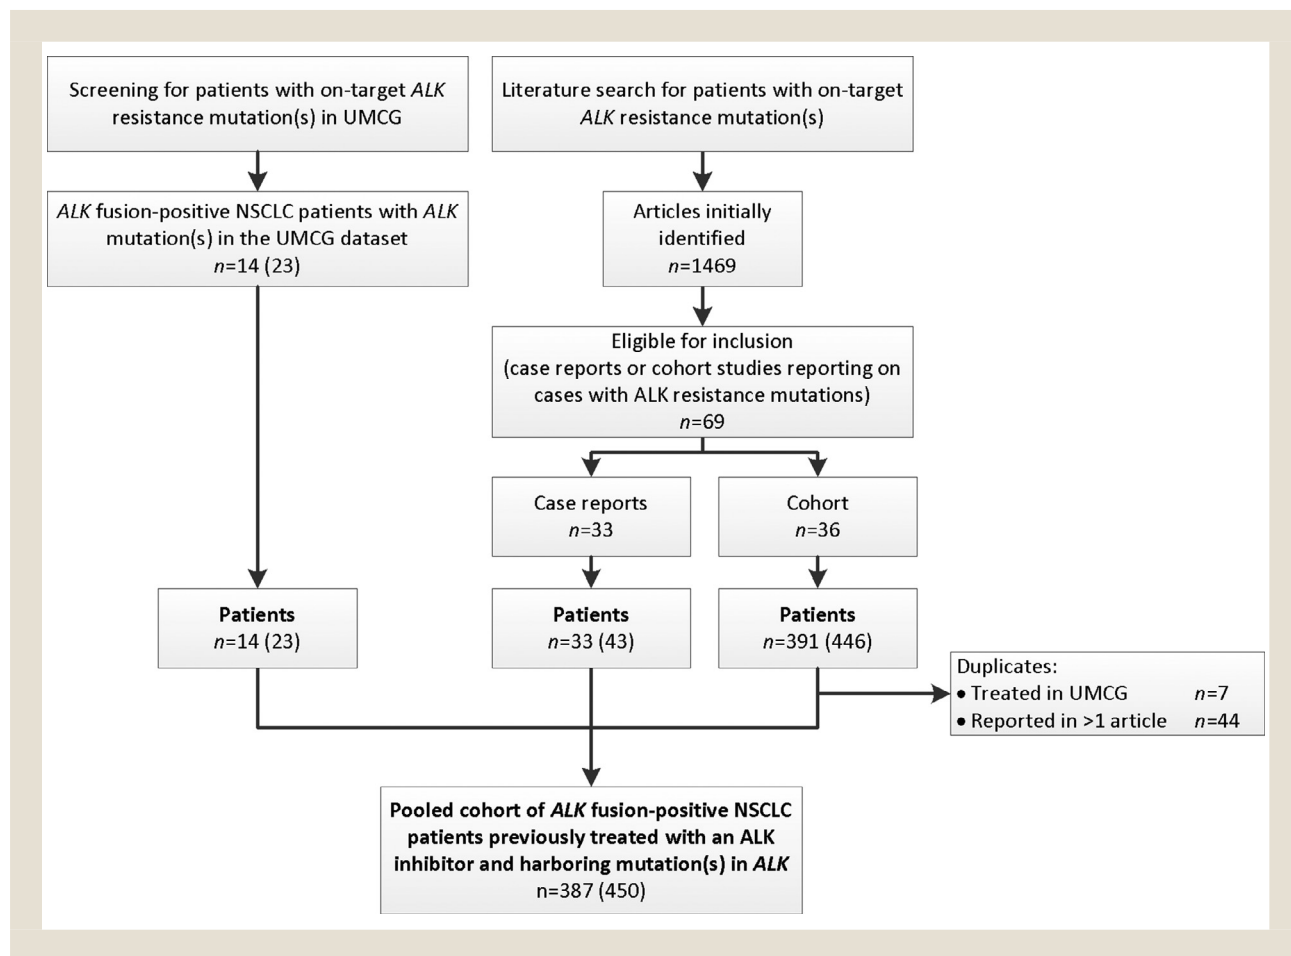 Screening for patients with on-target ALK
resistance mutation(s) in UMCG
ALK fusion-positive NSCLC patients with ALK
mutation(s) in the UMCG dataset
n=14 (23)
Literature search for patients with on-target
ALK resistance mutation(s)
Articles initially
identified
n=1469
Eligible for inclusion
(case reports or cohort studies reporting on
cases with ALK resistance mutations)
n=69
Case reports
n=33
Cohort
n=36
Patients
n=14 (23)
Patients
n=33 (43)
Patients
n=391 (446)
Duplicates:
• Treated in UMCG n=7
• Reported in >1 article n=44
Pooled cohort of ALK fusion-positive NSCLC
patients previously treated with an ALK
inhibitor and harboring mutation(s) in ALK
n=387 (450)